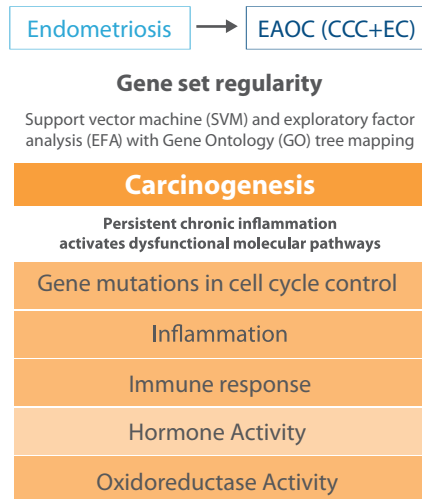 Endometriosis
EAOC (CCC+EC)
Gene set regularity
Support vector machine (SVM) and exploratory factor
analysis (EFA) with Gene Ontology (GO) tree mapping
Carcinogenesis
Persistent chronic inflammation
activates dysfunctional molecular pathways
Gene mutations in cell cycle control
Inflammation
Immune response
Hormone Activity
Oxidoreductase Activity